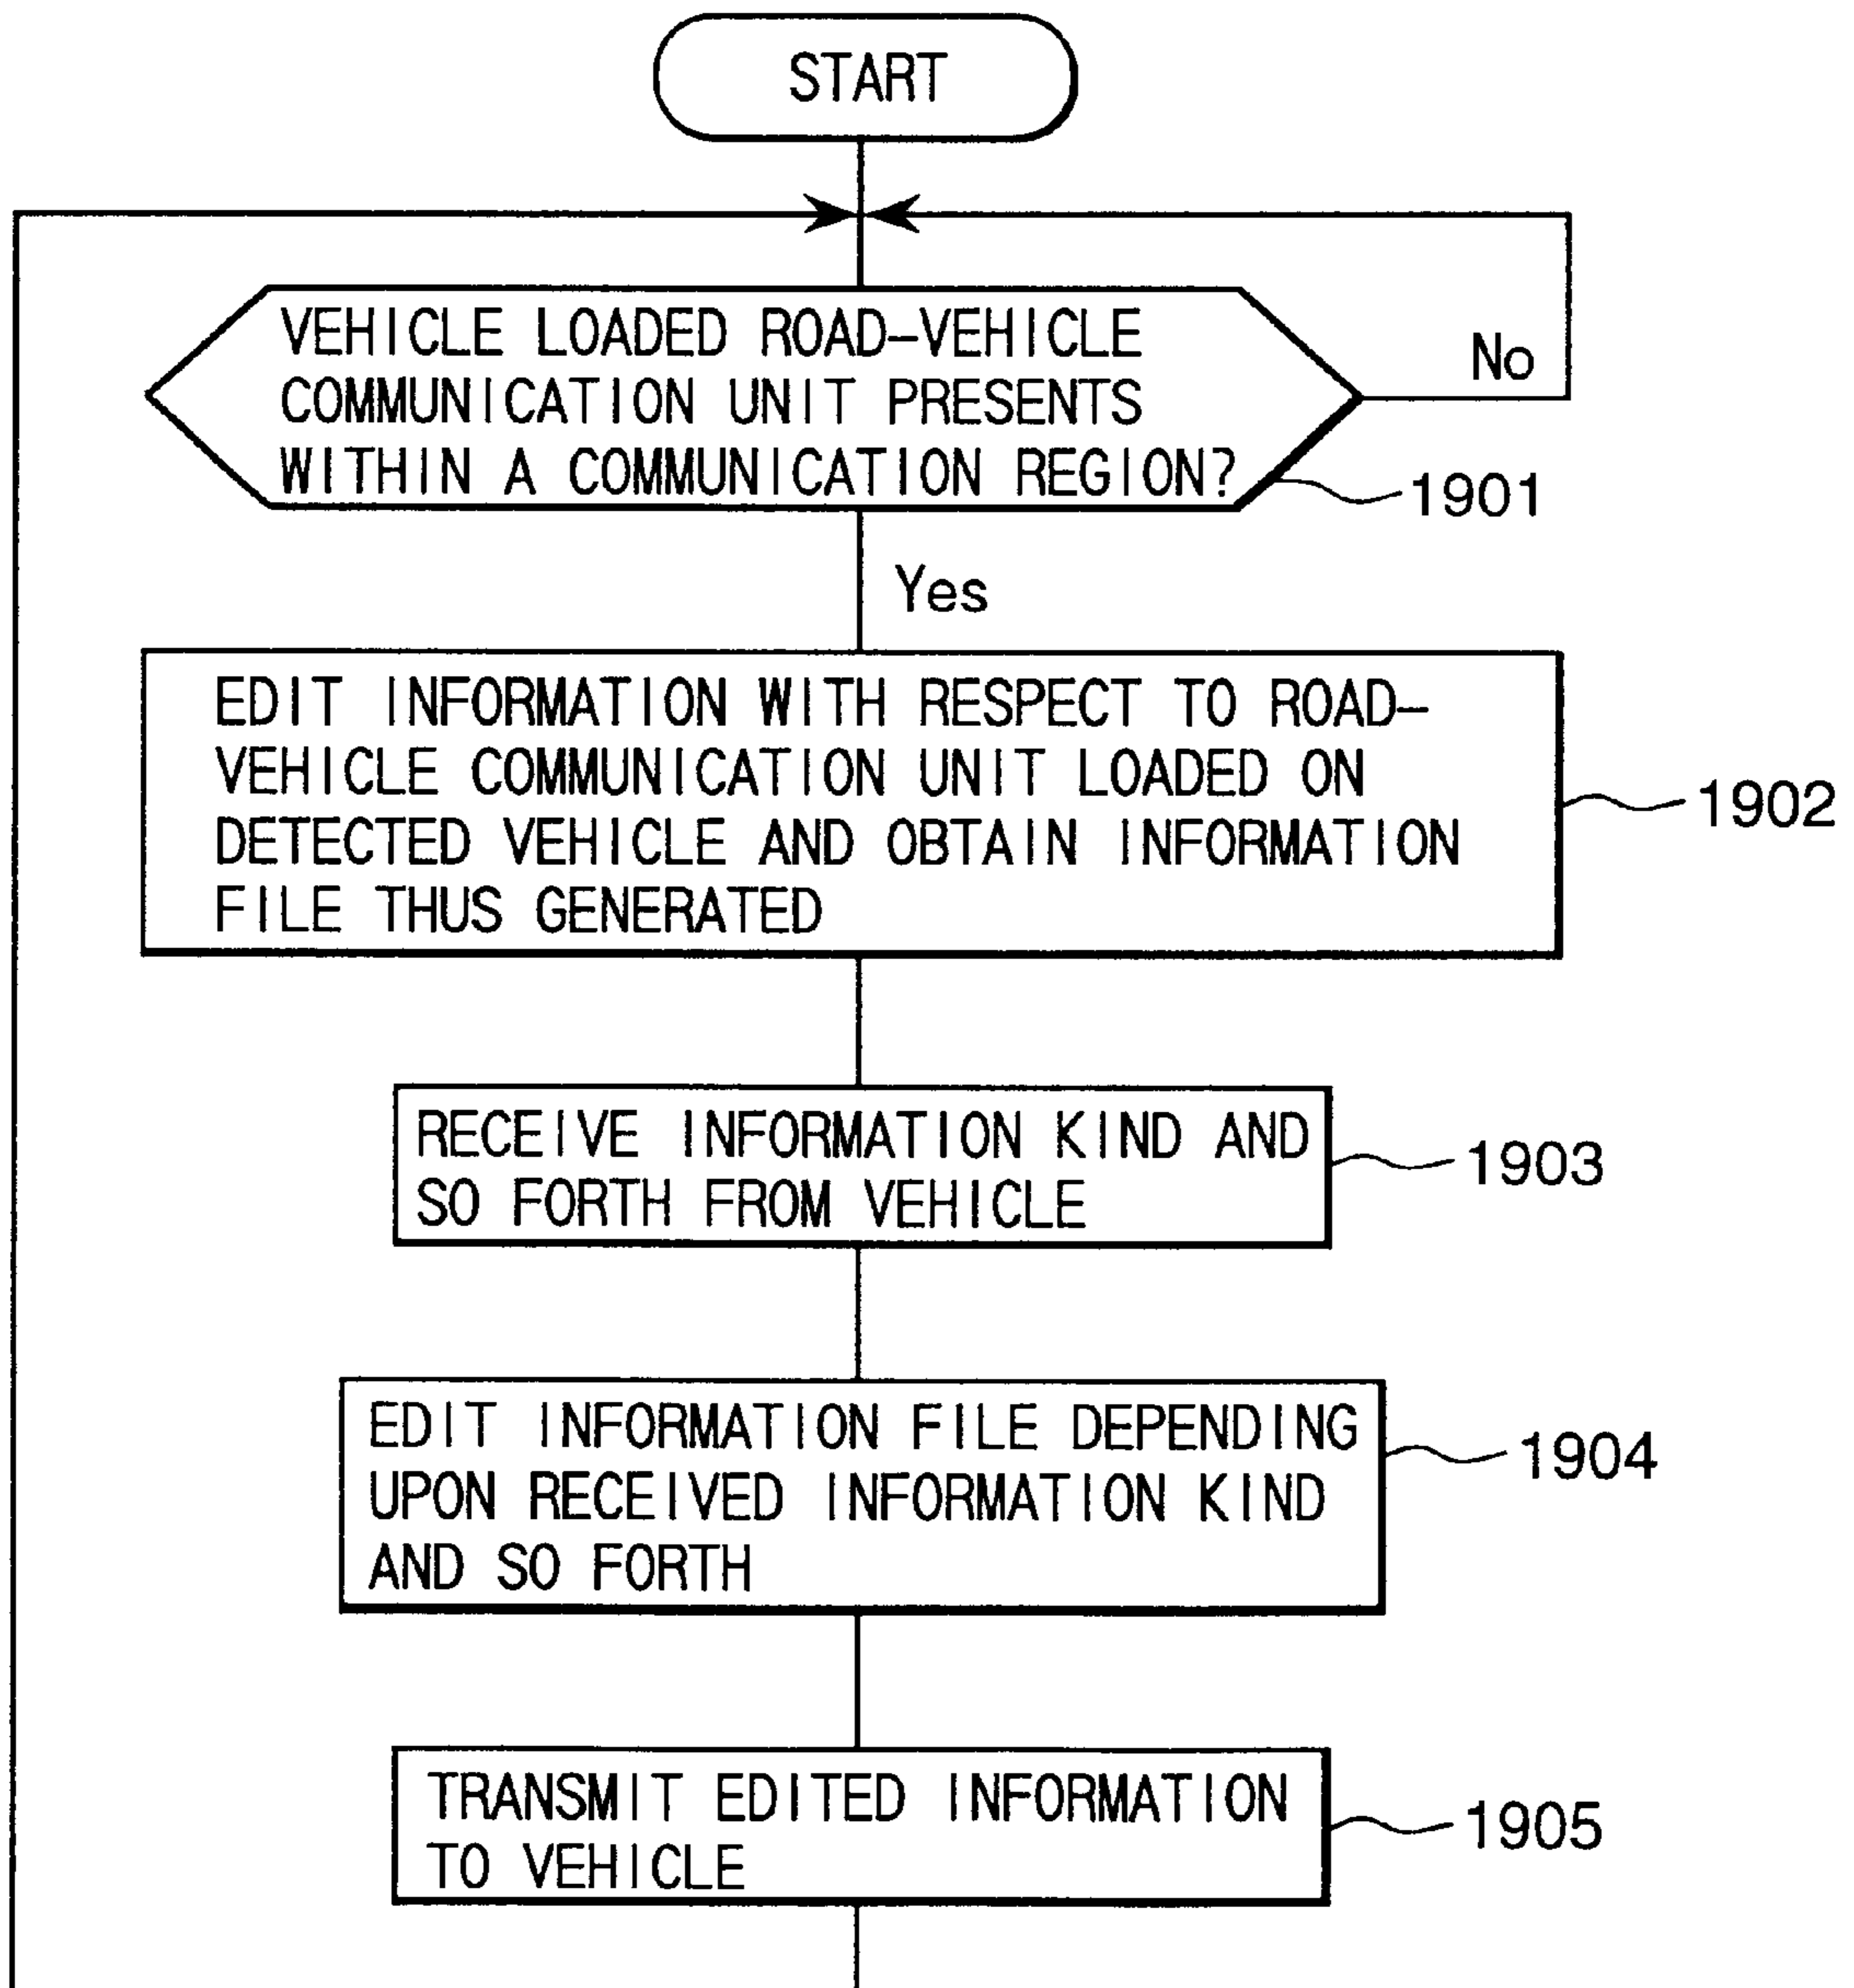 START
VEHICLE LOADED ROAD-VEHICLE
COMMUNICATION UNIT PRESENTS
WITHIN A COMMUNICATION REGION?
No
1901
Yes
EDIT INFORMATION WITH RESPECT TO ROAD-
VEHICLE COMMUNICATION UNIT LOADED ON
DETECTED VEHICLE AND OBTAIN INFORMATION
FILE THUS GENERATED
1902
RECEIVE INFORMATION KIND AND
SO FORTH FROM VEHICLE
1903
EDIT INFORMATION FILE DEPENDING
UPON RECEIVED INFORMATION KIND
AND SO FORTH
1904
TRANSMIT EDITED INFORMATION
TO VEHICLE
1905